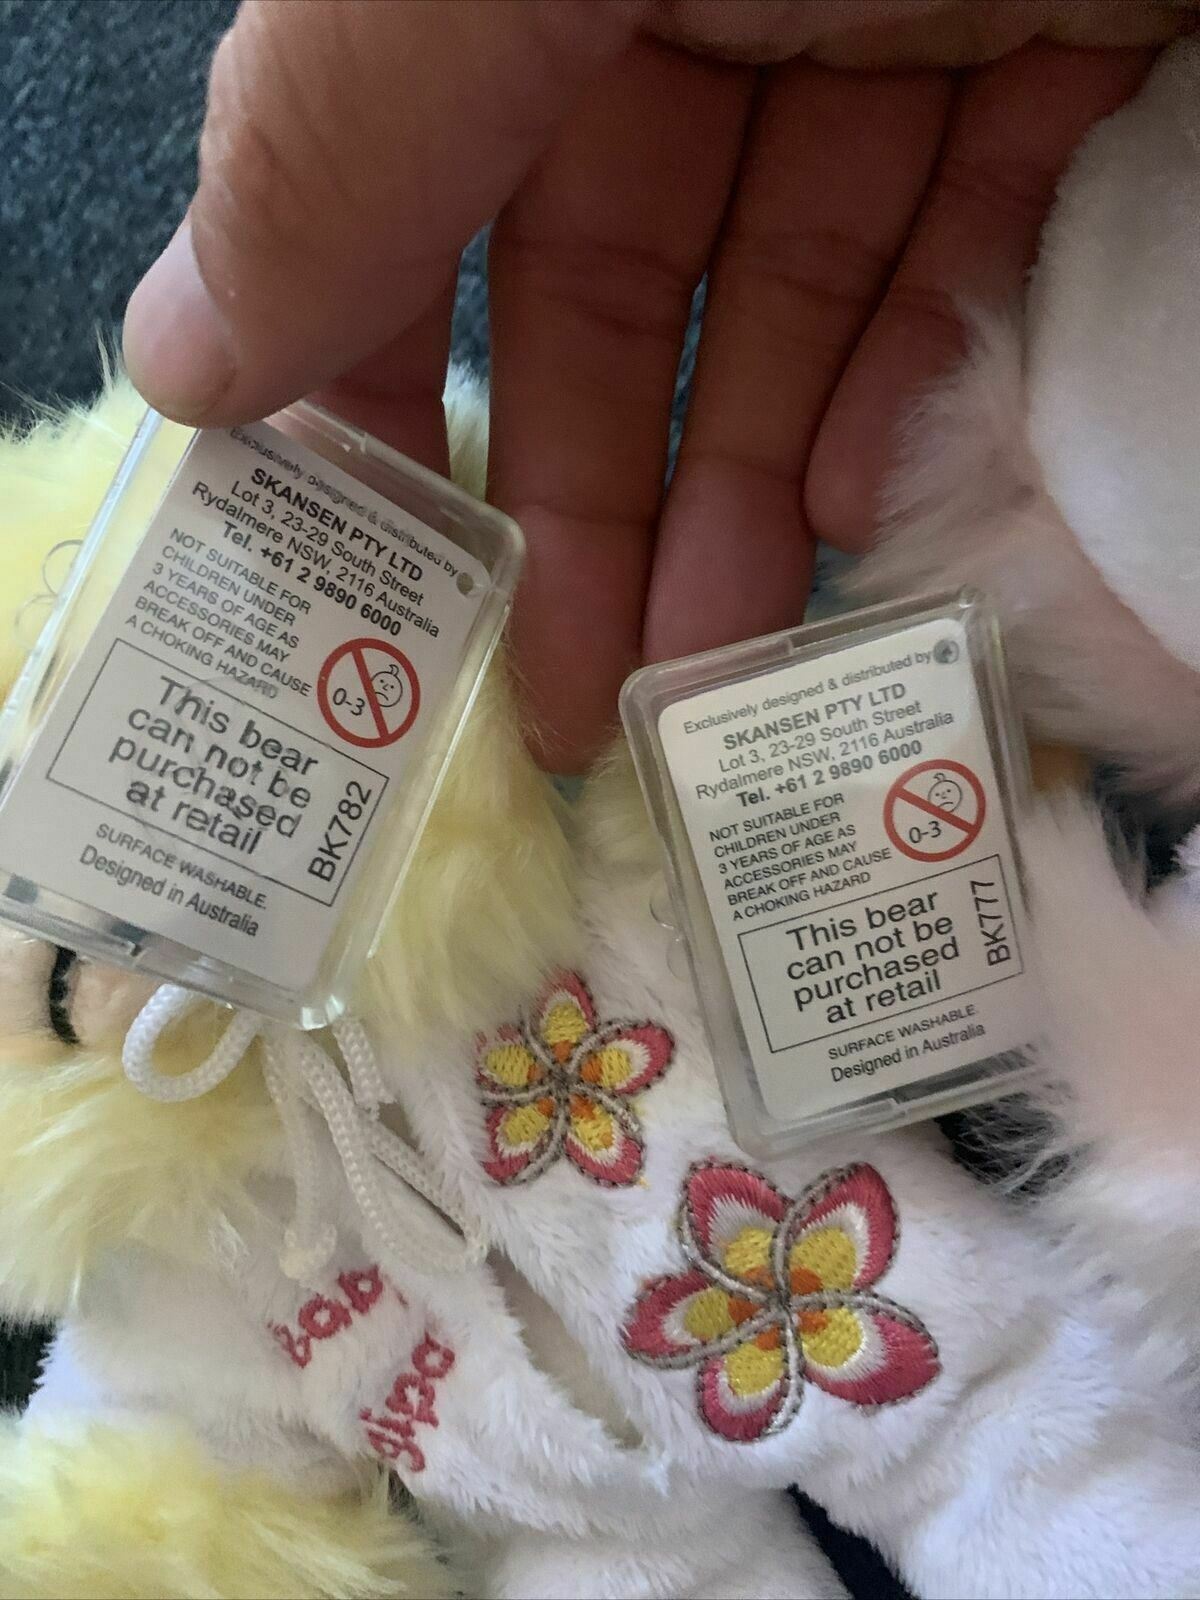 Exclusively designed & distributed by
SKANSEN PTY LTD
Lot 3, 23-29 South Street
Rydalmere NSW, 2116 Australia
Tel. +61 2 9890 6000
NOT SUITABLE FOR
CHILDREN UNDER
3 YEARS OF AGE AS
ACCESSORIES MAY
BREAK OFF AND CAUSE
A CHOKING HAZARD
0-3
This bear
can not be
purchased
at retail
BK782
SURFACE WASHABLE.
Designed in Australia
Exclusively designed & distributed by
SKANSEN PTY LTD
Lot 3, 23-29 South Street
Rydalmere NSW, 2116 Australia
Tel. +61 2 9890 6000
NOT SUITABLE FOR
CHILDREN UNDER
3 YEARS OF AGE AS
ACCESSORIES MAY
BREAK OFF AND CAUSE
A CHOKING HAZARD
0-3
This bear
can not be
purchased
at retail
BK777
SURFACE WASHABLE.
Designed in Australia